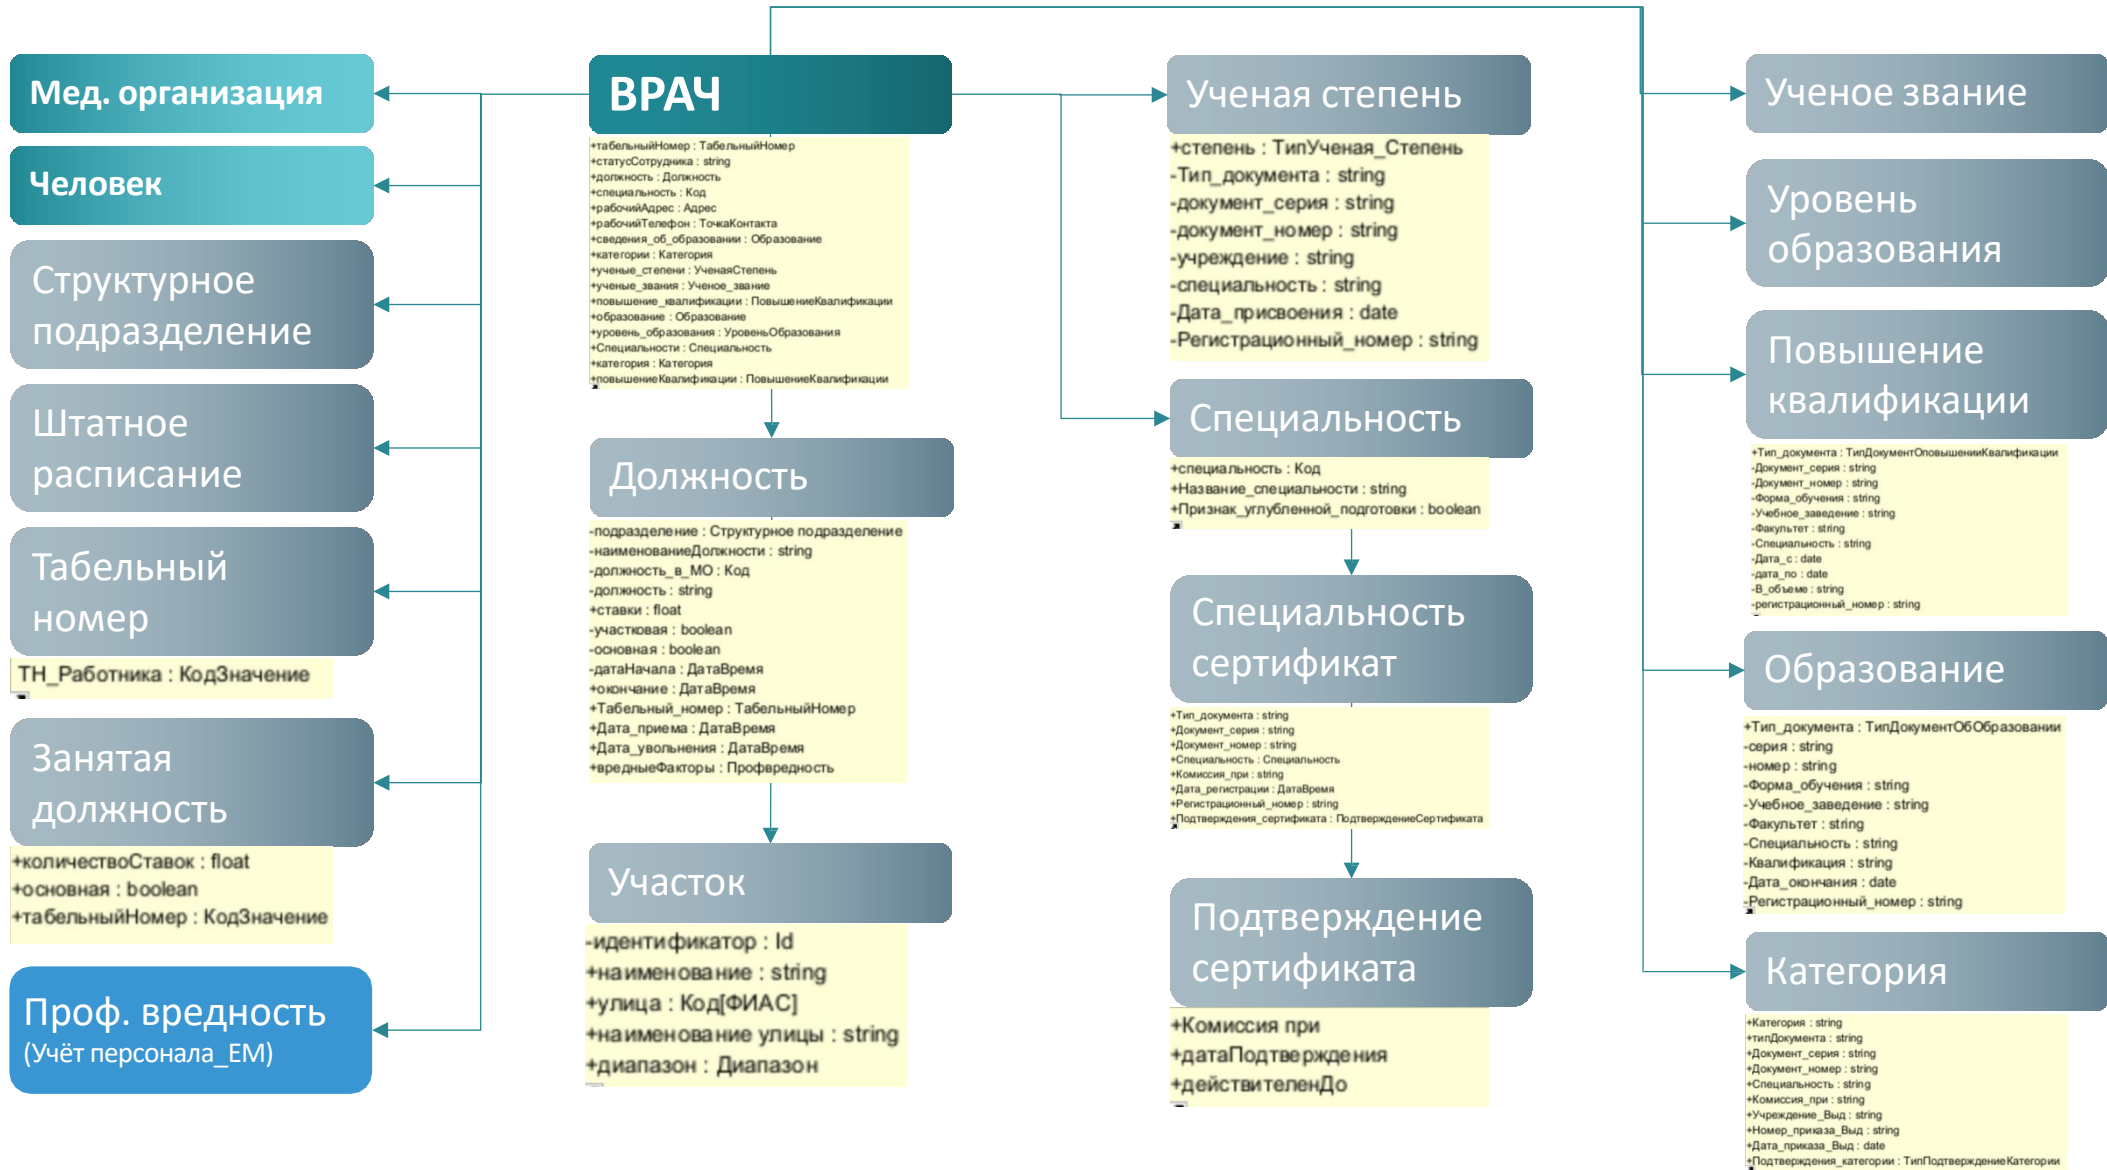 Мед. организация
Человек
Структурное
подразделение
Штатное
расписание
Табельный
номер
ТН_Работника : КодЗначение
Занятая
должность
+количествоСтавок : float
+основная : boolean
+табельныйНомер : КодЗначение
Проф. вредность
(Учёт персонала_ЕМ)
ВРАЧ
+табельныйНомер : ТабельныйНомер
+статусСотрудника : string
+должность : Должность
+специальность : Код
+рабочийАдрес : Адрес
+рабочийТелефон : ТочкаКонтакта
+сведения_об_образовании : Образование
+категории : Категория
+ученые_степени : УченаяСтепень
+ученые_звания : Ученое_звание
+повышение_квалификации : ПовышениеКвалификации
+образование : Образование
+уровень_образования : УровеньОбразования
+Специальности : Специальность
+категория : Категория
+повышениеКвалификации : ПовышениеКвалификации
Должность
-подразделение : Структурное подразделение
-наименованиеДолжности : string
-должность_в_МО : Код
-должность : string
+ставки : float
-участковая : boolean
-основная : boolean
-датаНачала : ДатаВремя
+окончание : ДатаВремя
+Табельный_номер : ТабельныйНомер
+Дата_приема : ДатаВремя
+Дата_увольнения : ДатаВремя
+вредныеФакторы : Профвредность
Участок
-идентификатор : Id
+наименование : string
+улица : Код[ФИАС]
+наименование улицы : string
+диапазон : Диапазон
Ученая степень
+степень : ТипУченая_Степень
-Тип_документа : string
-документ_серия : string
-документ_номер : string
-учреждение : string
-специальность : string
-Дата_присвоения : date
-Регистрационный_номер : string
Специальность
+специальность : Код
+Название_специальности : string
+Признак_углубленной_подготовки : boolean
Специальность
сертификат
+Тип_документа : string
+Документ_серия : string
+Документ_номер : string
+Специальность : Специальность
+Комиссия_при : string
+Дата_регистрации : ДатаВремя
+Регистрационный_номер : string
+Подтверждения_сертификата : ПодтверждениеСертификата
Подтверждение
сертификата
+Комиссия при
+датаПодтверждения
+действителенДо
Ученое звание
Уровень
образования
Повышение
квалификации
+Тип_документа : ТипДокументОповышенииКвалификации
-Документ_серия : string
-Документ_номер : string
-Форма_обучения : string
-Учебное_заведение : string
-Факультет : string
-Специальность : string
-Дата_с : date
-дата_по : date
-В_объеме : string
-регистрационный_номер : string
Образование
+Тип_документа : ТипДокументОбОбразовании
-серия : string
-номер : string
-Форма_обучения : string
-Учебное_заведение : string
-Факультет : string
-Специальность : string
-Квалификация : string
-Дата_окончания : date
-Регистрационный_номер : string
Категория
+Категория : string
+типДокумента : string
+Документ_серия : string
+Документ_номер : string
+Специальность : string
+Комиссия_при : string
+Учреждение_Выд : string
+Номер_приказа_Выд : string
+Дата_приказа_Выд : date
+Подтверждения_категории : ТипПодтверждениеКатегории